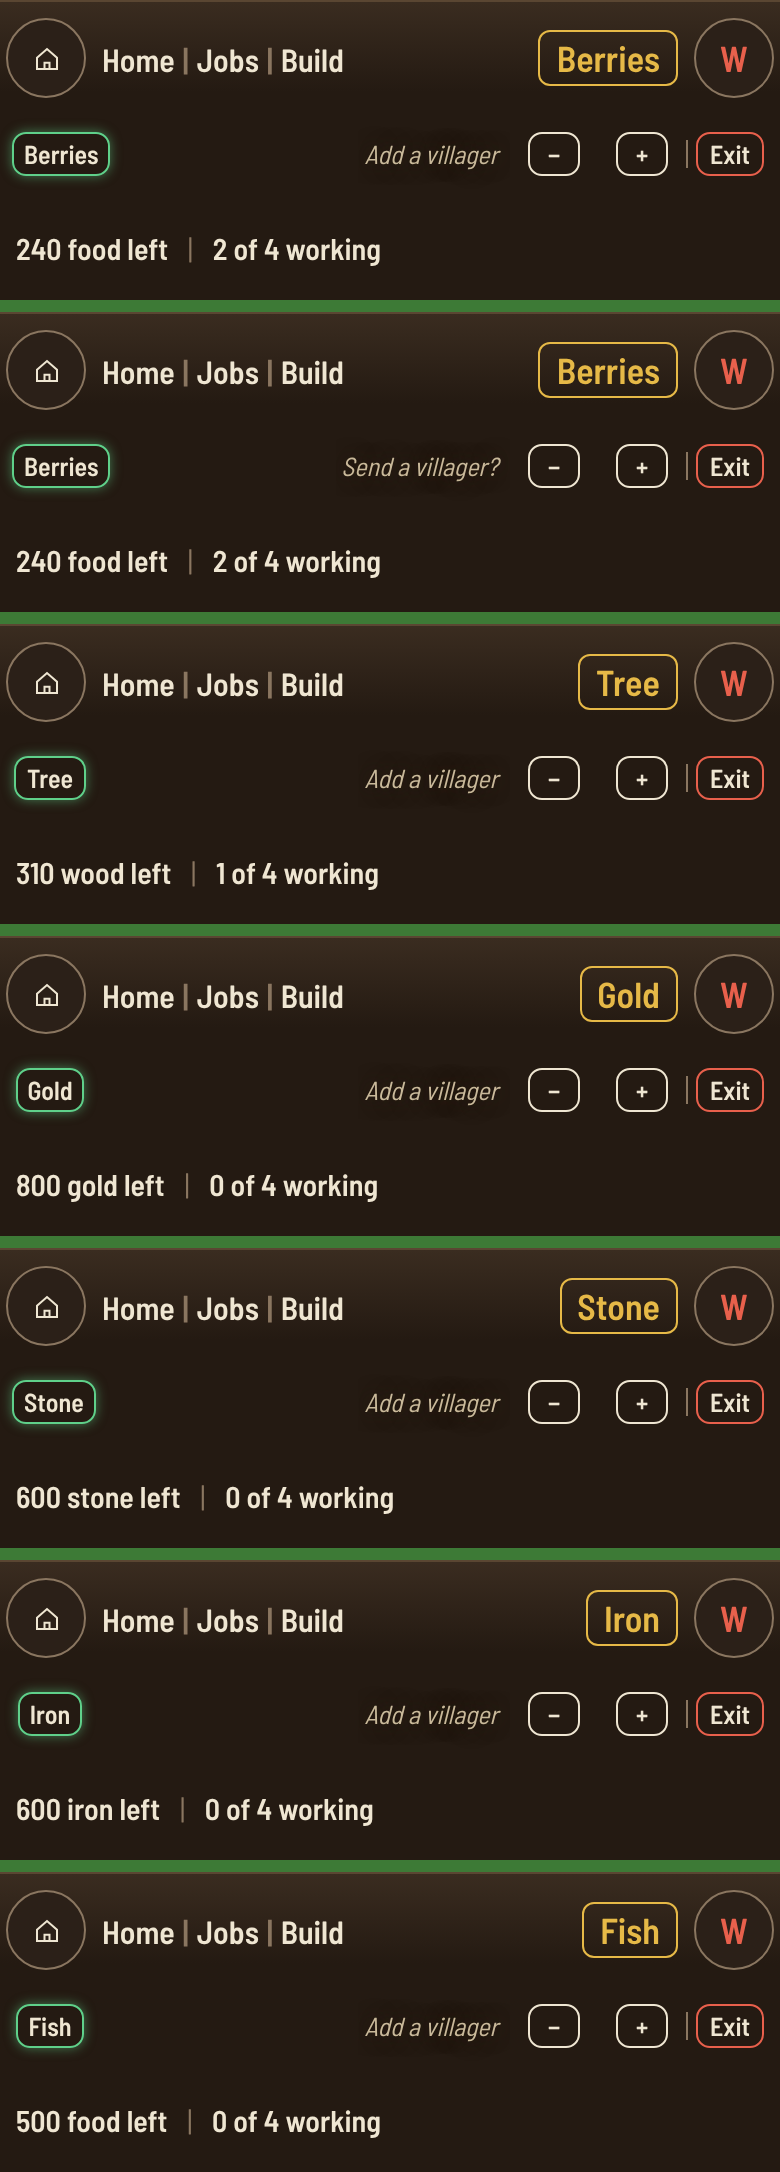 Home | Jobs | Build Berries W
Berries Add a villager – + | Exit
240 food left | 2 of 4 working
Home | Jobs | Build Berries W
Berries Send a villager? – + | Exit
240 food left | 2 of 4 working
Home | Jobs | Build Tree W
Tree Add a villager – + | Exit
310 wood left | 1 of 4 working
Home | Jobs | Build Gold W
Gold Add a villager – + | Exit
800 gold left | 0 of 4 working
Home | Jobs | Build Stone W
Stone Add a villager – + | Exit
600 stone left | 0 of 4 working
Home | Jobs | Build Iron W
Iron Add a villager – + | Exit
600 iron left | 0 of 4 working
Home | Jobs | Build Fish W
Fish Add a villager – + | Exit
500 food left | 0 of 4 working